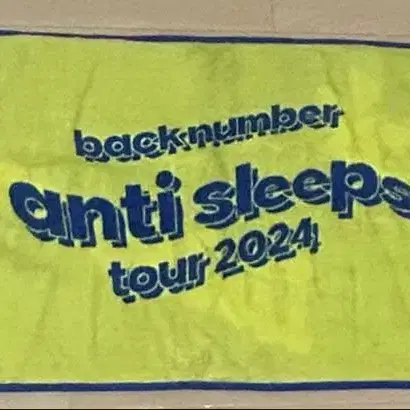 back number
anti sleeps
tour 2024